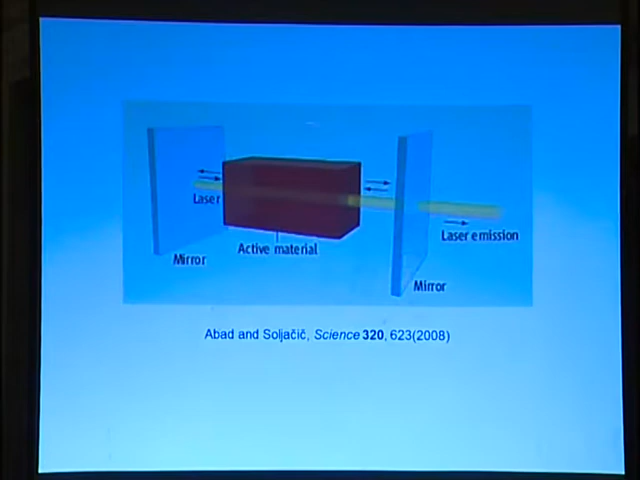 Laser
Active material
Mirror
Laser emission
Mirror
Abad and Soljačić, Science 320, 623(2008)